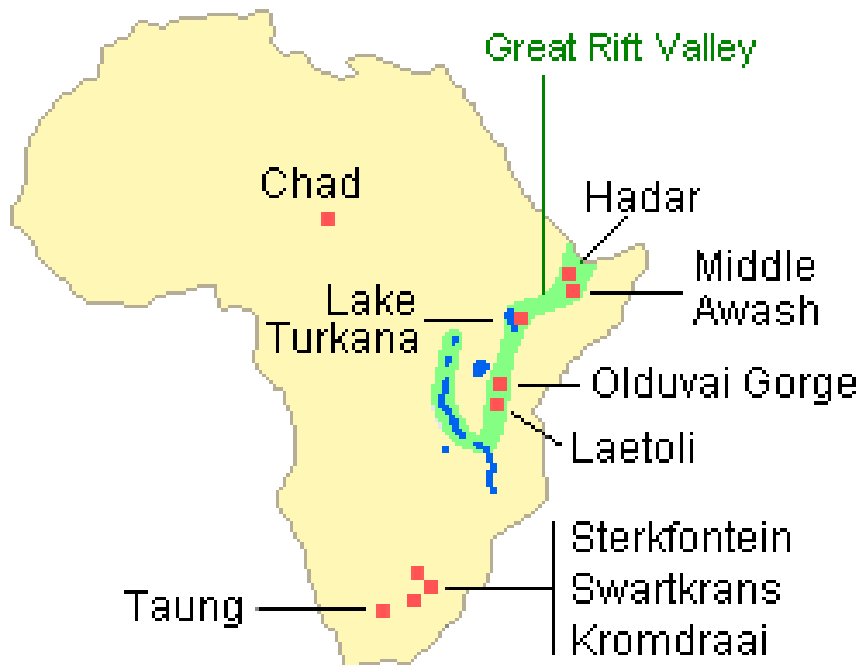 Great Rift Valley
Chad
Hadar
Middle
Awash
Lake
Turkana
Olduvai Gorge
Laetoli
Sterkfontein
Swartkrans
Kromdraai
Taung